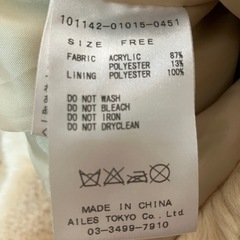 101142-01015-0451
SIZE FREE
FABRIC ACRYLIC 87%
POLYESTER 13%
LINING POLYESTER 100%
DO NOT WASH
DO NOT BLEACH
DO NOT IRON
DO NOT DRYCLEAN
MADE IN CHINA
AILES TOKYO Co., Ltd
03-3499-7910